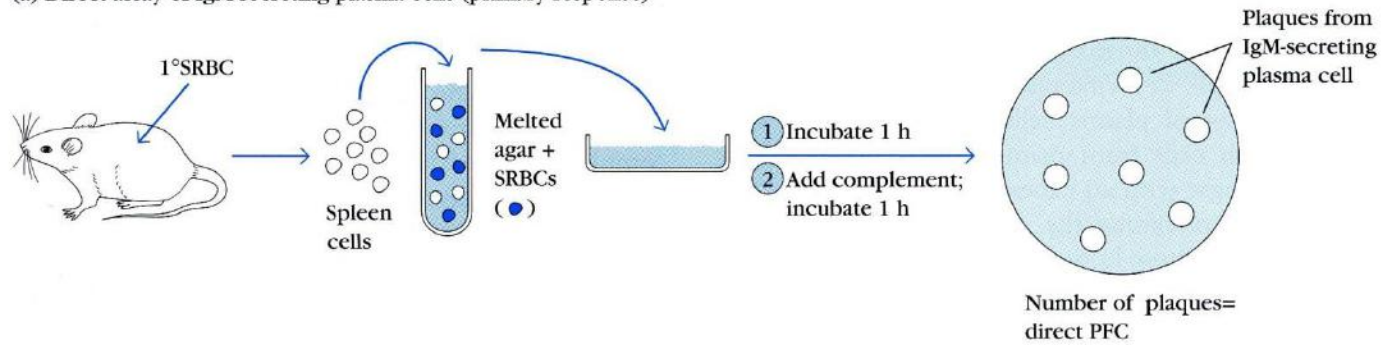 1°SRBC
Spleen
cells
Melted
agar +
SRBCs
( )
1 Incubate 1 h
2 Add complement;
incubate 1 h
Plaques from
IgM-secreting
plasma cell
Number of plaques=
direct PFC